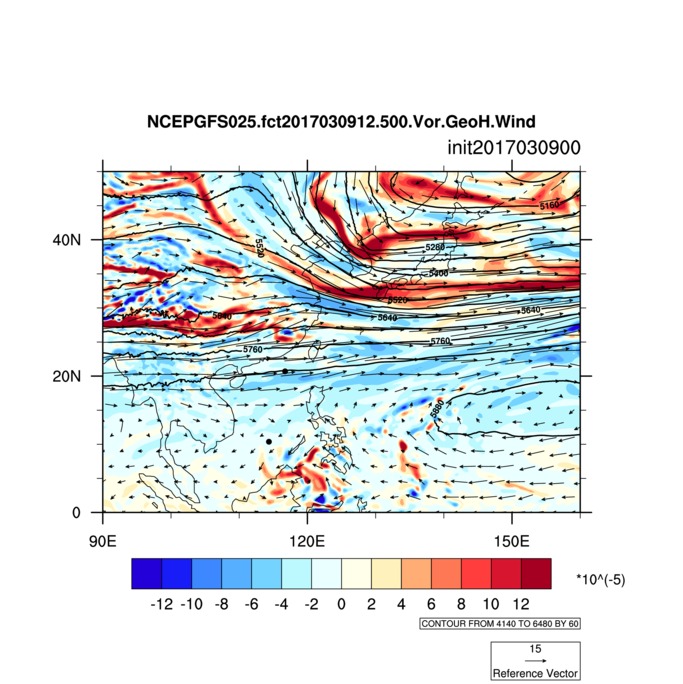 NCEPGFS025.fct2017030912.500.Vor.GeoH.Wind
init2017030900
5160
40N
5280
5520
5400
5520
5640
5640
5640
5760
5760
20N
5880
0
90E 120E 150E
-12 -10 -8 -6 -4 -2 0 2 4 6 8 10 12
*10^(-5)
CONTOUR FROM 4140 TO 6480 BY 60
15
Reference Vector